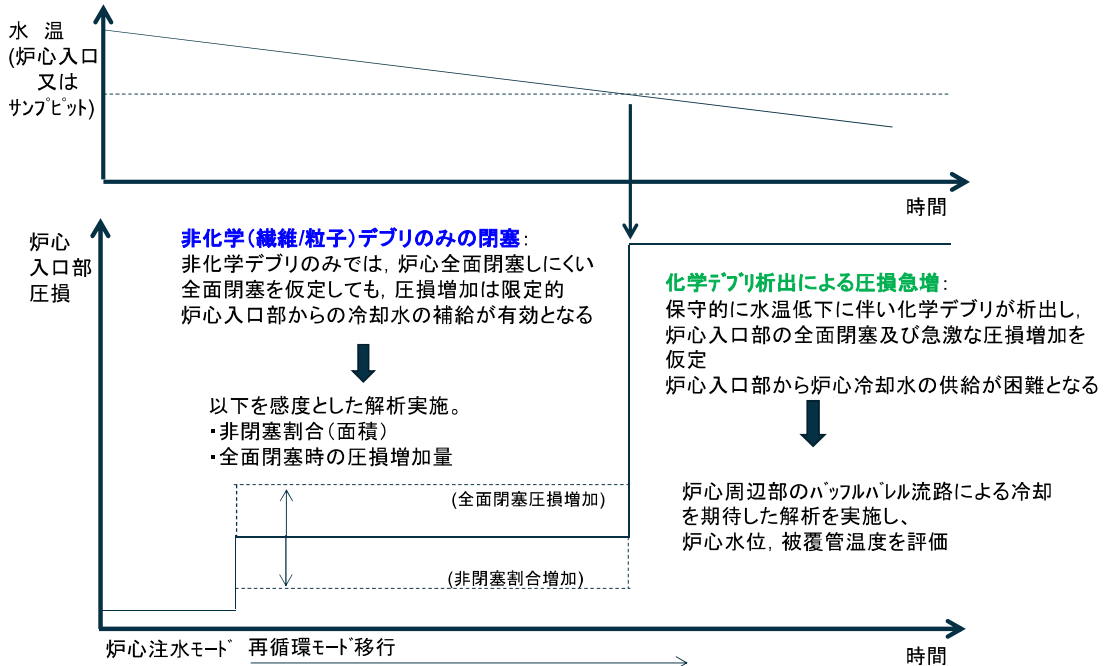 水　温
(炉心入口
又は
ｻﾝﾌﾟﾋﾟｯﾄ)
時間
炉心
入口部
圧損
非化学（繊維/粒子）デブリのみの閉塞：
非化学デブリのみでは，炉心全面閉塞しにくい
全面閉塞を仮定しても，圧損増加は限定的
炉心入口部からの冷却水の補給が有効となる
以下を感度とした解析実施。
・非閉塞割合（面積）
・全面閉塞時の圧損増加量
(全面閉塞圧損増加)
(非閉塞割合増加)
化学ﾃﾞﾌﾞﾘ析出による圧損急増：
保守的に水温低下に伴い化学デブリが析出し，
炉心入口部の全面閉塞及び急激な圧損増加を
仮定
炉心入口部から炉心冷却水の供給が困難となる
炉心周辺部のﾊﾞｯﾌﾙﾊﾞﾚﾙ流路による冷却
を期待した解析を実施し、
炉心水位，被覆管温度を評価
炉心注水ﾓｰﾄﾞ
再循環ﾓｰﾄﾞ移行
時間